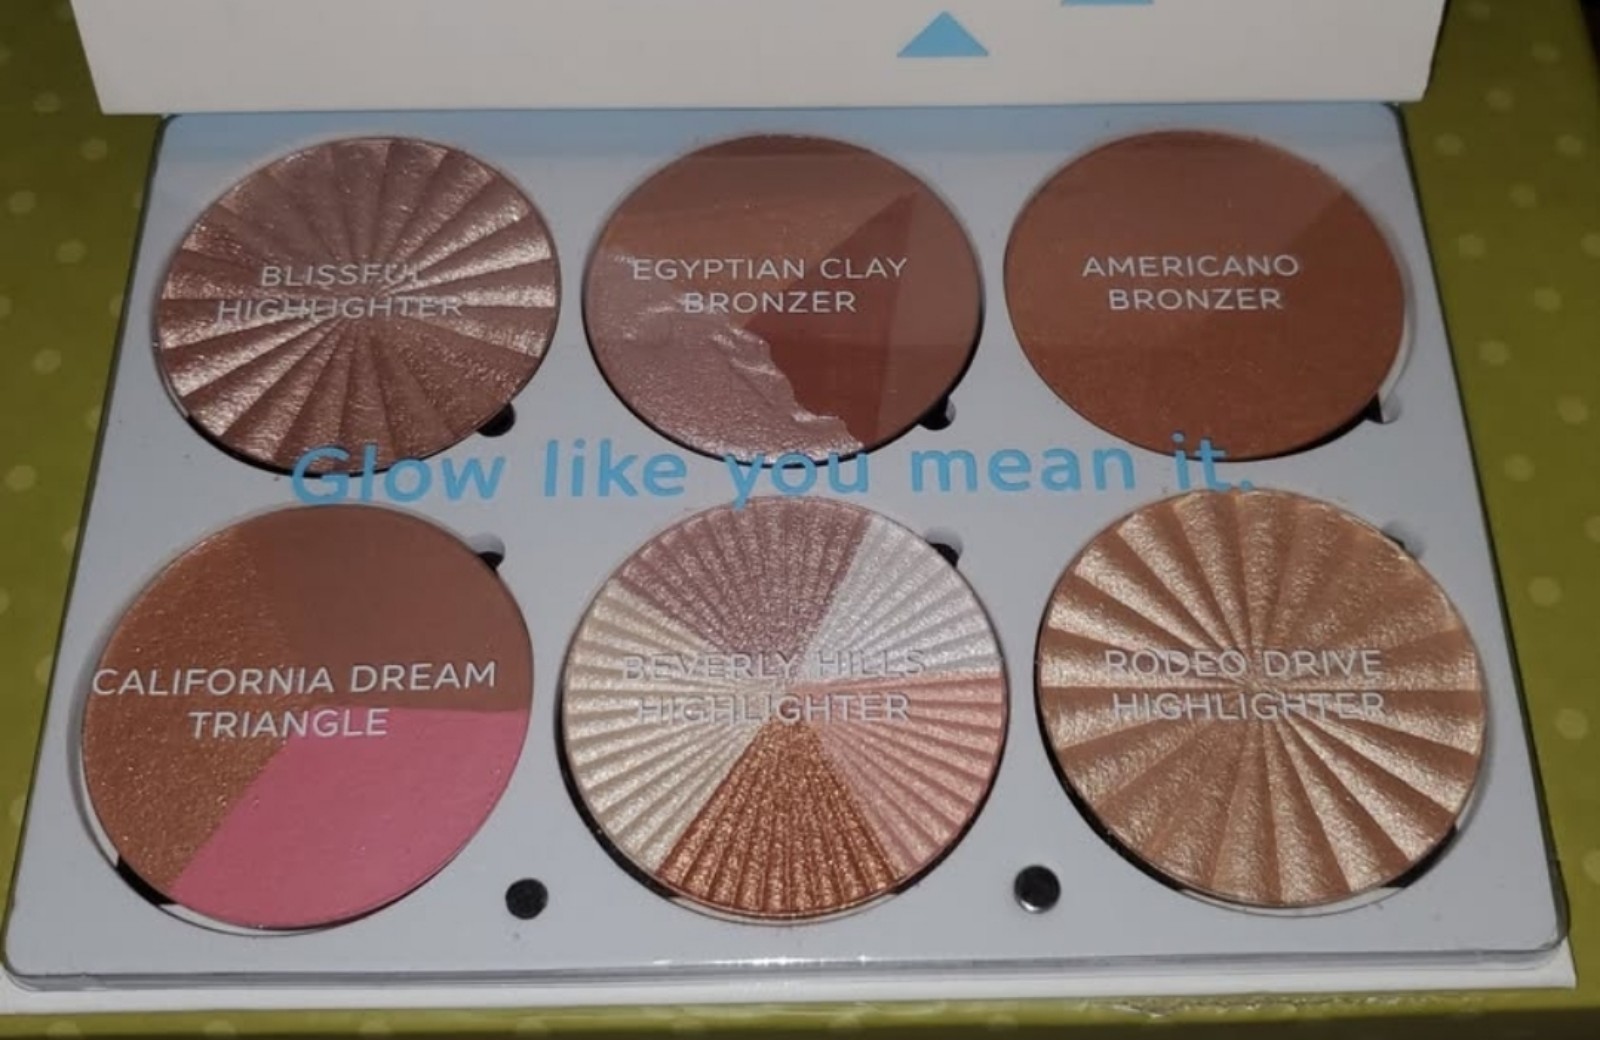 BLISSFUL
HIGHLIGHTER
EGYPTIAN CLAY
BRONZER
AMERICANO
BRONZER
Glow like you mean it.
CALIFORNIA DREAM
TRIANGLE
BEVERLY HILLS
HIGHLIGHTER
RODEO DRIVE
HIGHLIGHTER